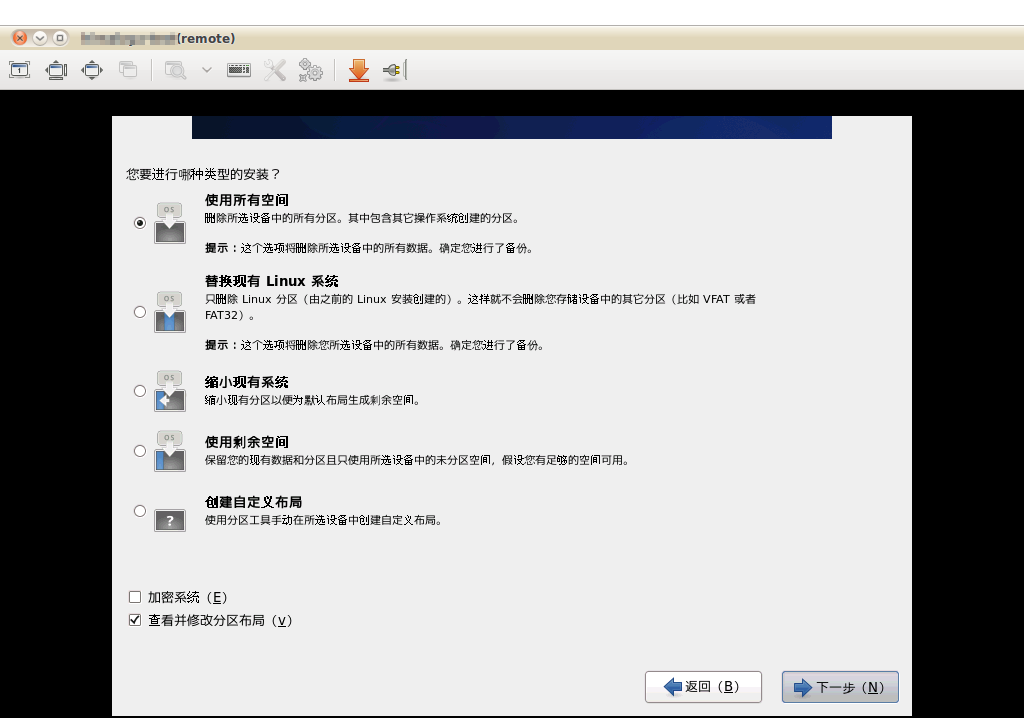 (remote)
您要进行哪种类型的安装？
OS
使用所有空间
删除所选设备中的所有分区。其中包含其它操作系统创建的分区。
提示：这个选项将删除所选设备中的所有数据。确定您进行了备份。
OS
替换现有 Linux 系统
只删除 Linux 分区（由之前的 Linux 安装创建的）。这样就不会删除您存储设备中的其它分区（比如 VFAT 或者
FAT32）。
提示：这个选项将删除您所选设备中的所有数据。确定您进行了备份。
OS
缩小现有系统
缩小现有分区以便为默认布局生成剩余空间。
OS
使用剩余空间
保留您的现有数据和分区且只使用所选设备中的未分区空间，假设您有足够的空间可用。
?
创建自定义布局
使用分区工具手动在所选设备中创建自定义布局。
加密系统（E）
查看并修改分区布局（v）
返回（B）
下一步（N）